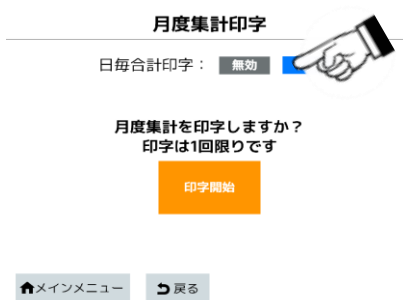 月度集計印字
日毎合計印字： 無効
月度集計を印字しますか？
印字は1回限りです
印字開始
メインメニュー 戻る